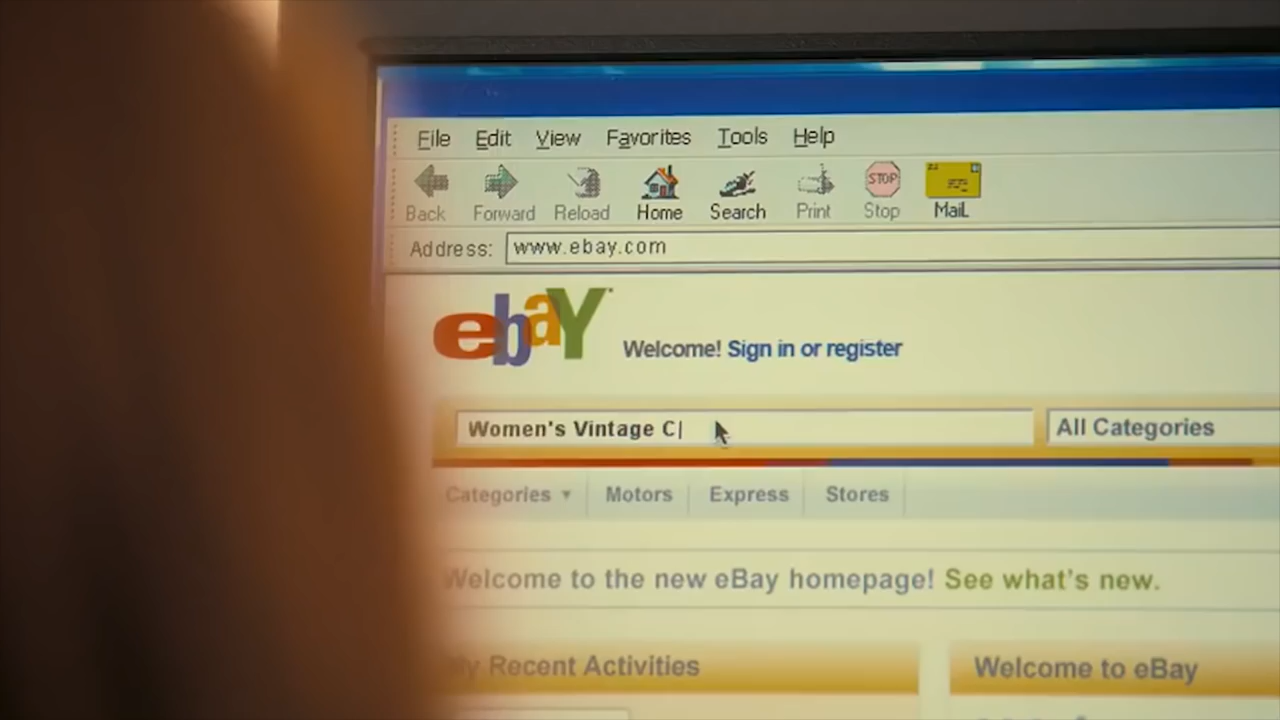 File Edit View Favorites Tools Help
Back Forward Reload Home Search STOP Print Stop Mail
Address: www.ebay.com
ebaY
Welcome! Sign in or register
Women's Vintage C All Categories
Categories Motors Express Stores
Welcome to the new eBay homepage! See what's new.
My Recent Activities Welcome to eBay